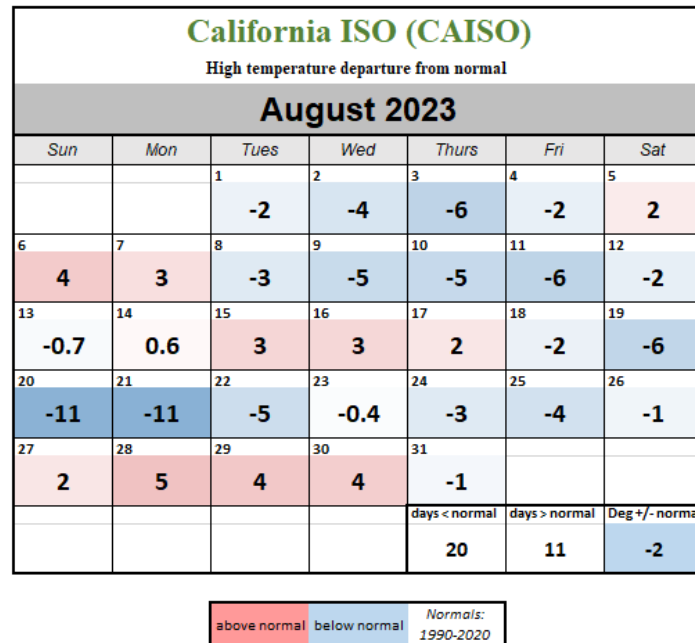 California ISO (CAISO)
High temperature departure from normal
August 2023
Sun Mon Tues Wed Thurs Fri Sat
1 2 3 4 5
-2 -4 -6 -2 2
6 7 8 9 10 11 12
4 3 -3 -5 -5 -6 -2
13 14 15 16 17 18 19
-0.7 0.6 3 3 2 -2 -6
20 21 22 23 24 25 26
-11 -11 -5 -0.4 -3 -4 -1
27 28 29 30 31
2 5 4 4 -1
days < normal days > normal Deg +/- norma
20 11 -2
above normal below normal Normals:
1990-2020